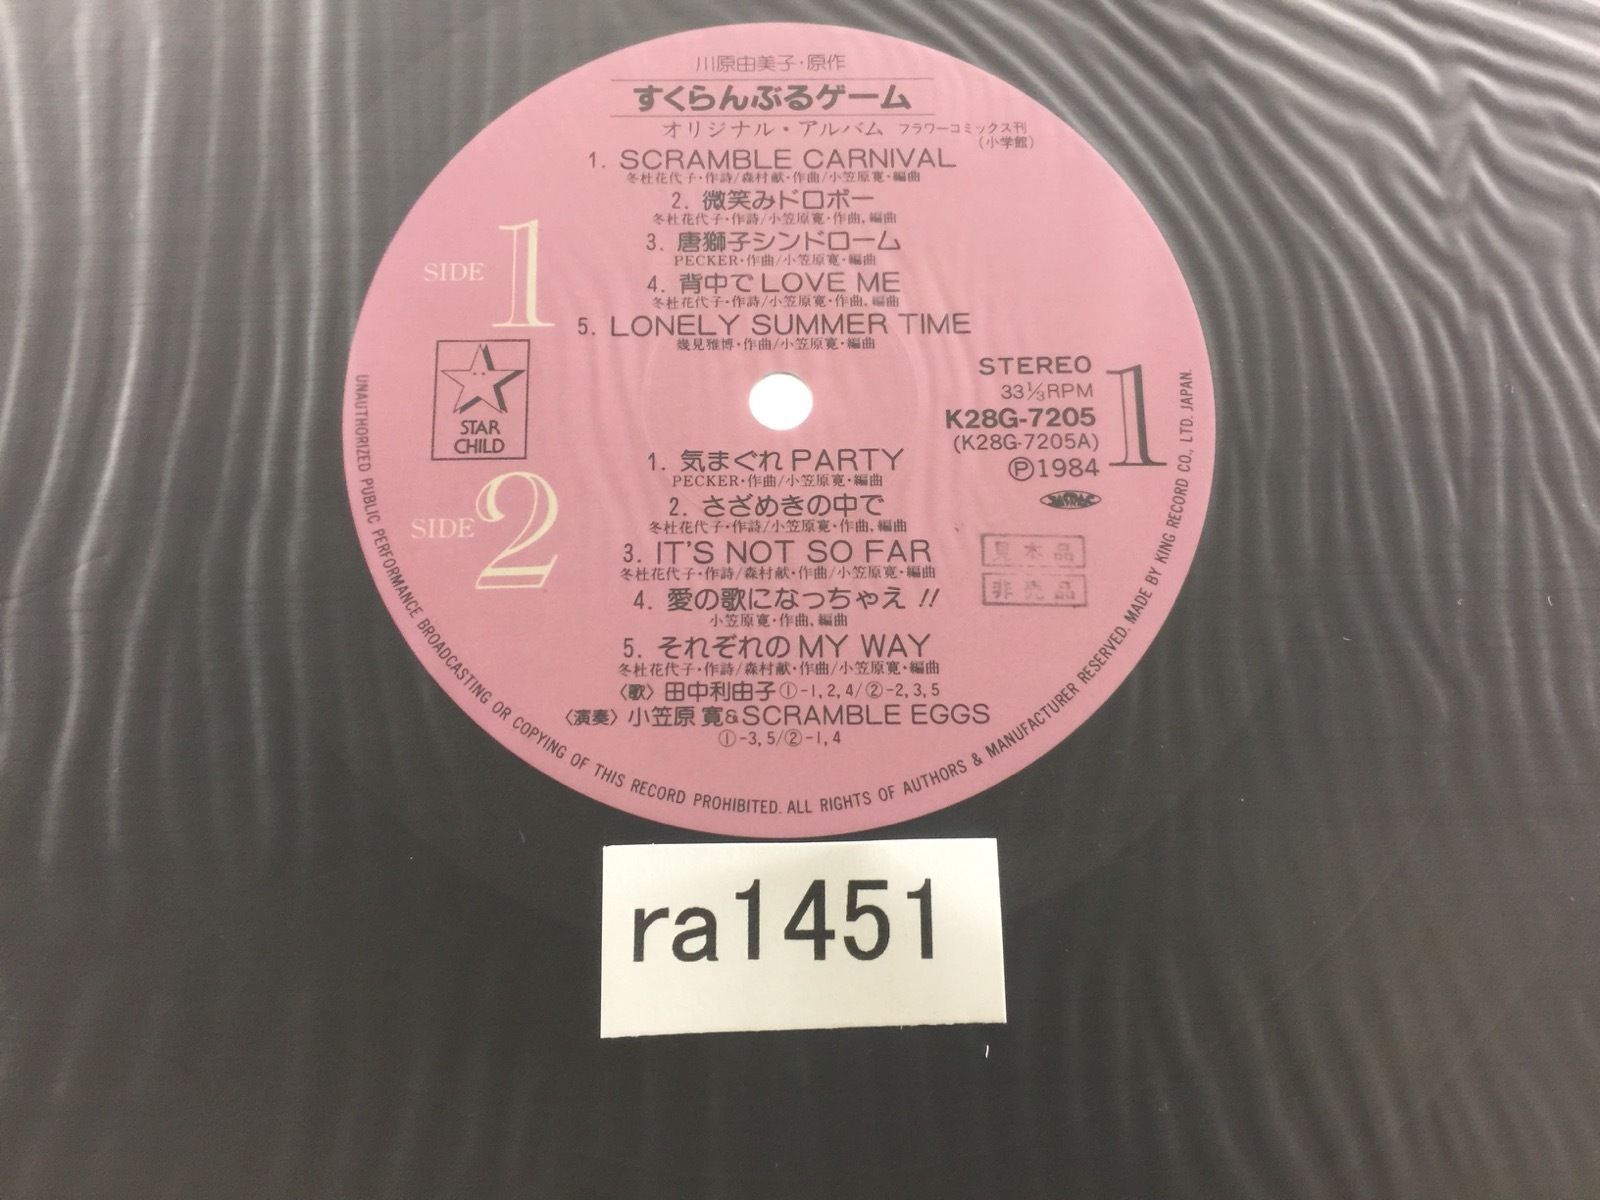 川原由美子・原作
すくらんぶるゲーム
オリジナル・アルバム フラワーコミックス刊
(小学館)
SIDE 1
1. SCRAMBLE CARNIVAL
冬杜花代子・作詩/森村献・作曲/小笠原寛・編曲
2. 微笑みドロボー
冬杜花代子・作詩/小笠原寛・作曲,編曲
3. 唐獅子シンドローム
PECKER・作曲/小笠原寛・編曲
4. 背中でLOVE ME
冬杜花代子・作詩/小笠原寛・作曲,編曲
5. LONELY SUMMER TIME
幾見雅博・作曲/小笠原寛・編曲
STAR
CHILD
STEREO
33⅓RPM
K28G-7205
(K28G-7205A)
Ⓟ1984
1
SIDE 2
1. 気まぐれPARTY
PECKER・作曲/小笠原寛・編曲
2. さざめきの中で
冬杜花代子・作詩/小笠原寛・作曲,編曲
3. IT'S NOT SO FAR
冬杜花代子・作詩/森村献・作曲/小笠原寛・編曲
4. 愛の歌になっちゃえ!!
小笠原寛・作曲,編曲
5. それぞれのMY WAY
冬杜花代子・作詩/森村献・作曲/小笠原寛・編曲
〈歌〉田中利由子①-1,2,4/②-2,3,5
〈演奏〉小笠原 寛&SCRAMBLE EGGS
①-3,5/②-1,4
見本品
非売品
UNAUTHORIZED PUBLIC PERFORMANCE BROADCASTING OR COPYING OF THIS RECORD PROHIBITED. ALL RIGHTS OF AUTHORS & MANUFACTURER RESERVED. MADE BY KING RECORD CO., LTD. JAPAN.
ra1451